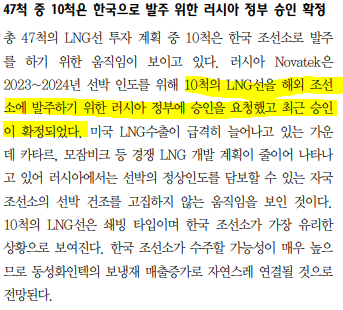 47척 중 10척은 한국으로 발주 위한 러시아 정부 승인 확정
총 47척의 LNG선 투자 계획 중 10척은 한국 조선소로 발주
를 하기 위한 움직임이 보이고 있다. 러시아 Novatek은
2023~2024년 선박 인도를 위해 10척의 LNG선을 해외 조선
소에 발주하기 위한 러시아 정부에 승인을 요청했고 최근 승인
이 확정되었다. 미국 LNG수출이 급격히 늘어나고 있는 가운
데 카타르, 모잠비크 등 경쟁 LNG 개발 계획이 줄이어 나타나
고 있어 러시아에서는 선박의 정상인도를 담보할 수 있는 자국
조선소의 선박 건조를 고집하지 않는 움직임을 보인 것이다.
10척의 LNG선은 쇄빙 타입이며 한국 조선소가 가장 유리한
상황으로 보여진다. 한국 조선소가 수주할 가능성이 매우 높으
므로 동성화인텍의 보냉재 매출증가로 자연스레 연결될 것으로
전망된다.